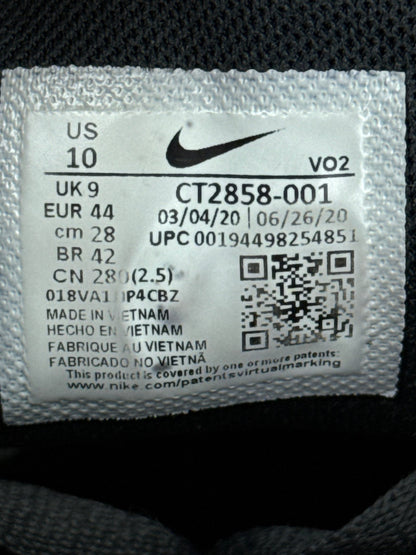 US
10
VO2
UK 9
CT2858-001
EUR 44
03/04/20 | 06/26/20
cm 28
UPC 00194498254851
BR 42
CN 280(2.5)
MADE IN VIETNAM
HECHO EN VIETNAM
FABRIQUE AU VIETNAM
FABRICADO NO VIETNÃ
This product is covered by one or more patents:
www.nike.com/patentsvirtualmarking